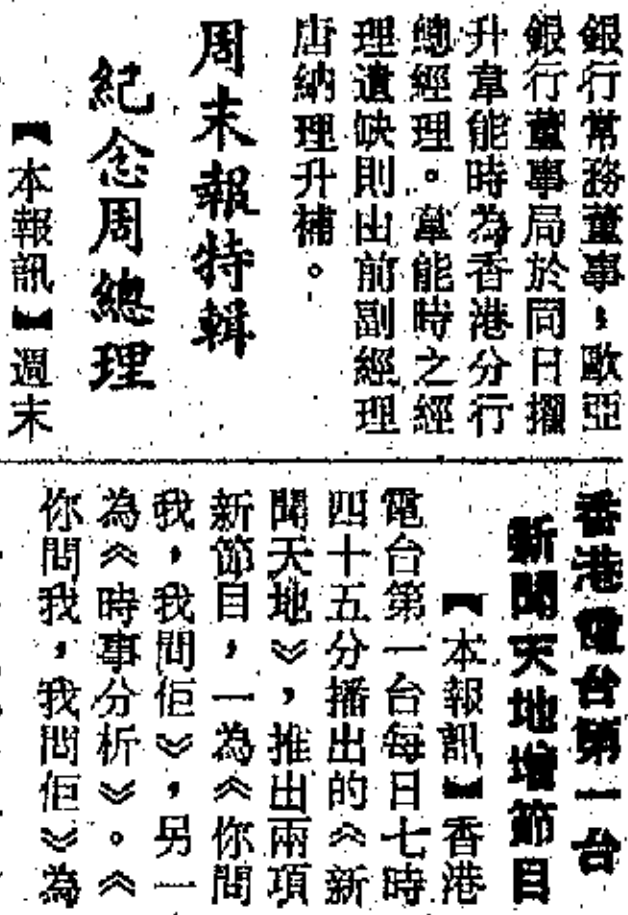 銀行常務董事，歐亞
銀行董事局於同日擢
升韋能時為香港分行
總經理。韋能時之經
理遺缺則由前副經理
唐納理升補。
周末報特輯
紀念周總理
【本報訊】週末
香港電台第一台
新聞天地增節目
【本報訊】香港
電台第一台每日七時
四十五分播出的《新
聞天地》，推出兩項
新節目，一為《你問
我，我問佢》，另一
為《時事分析》。《
你問我，我問佢》為